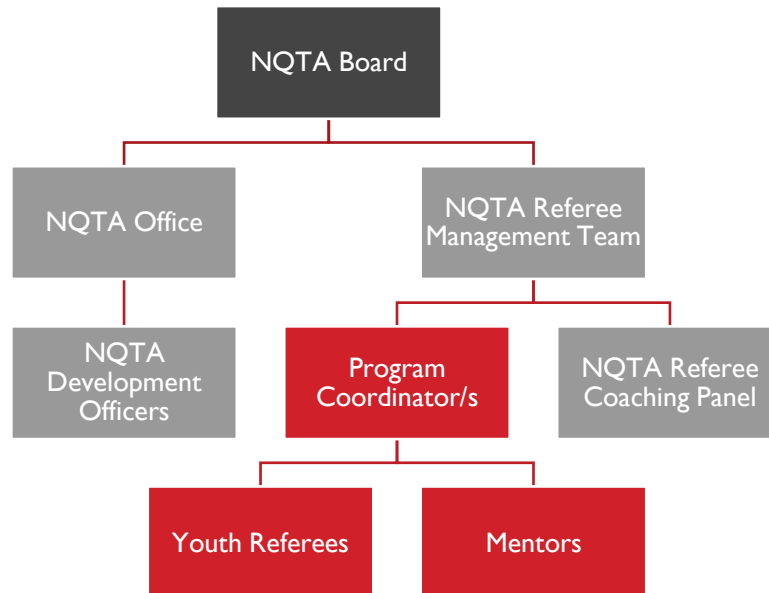 NQTA Board
NQTA Office
NQTA Referee
Management Team
NQTA
Development
Officers
Program
Coordinator/s
NQTA Referee
Coaching Panel
Youth Referees
Mentors